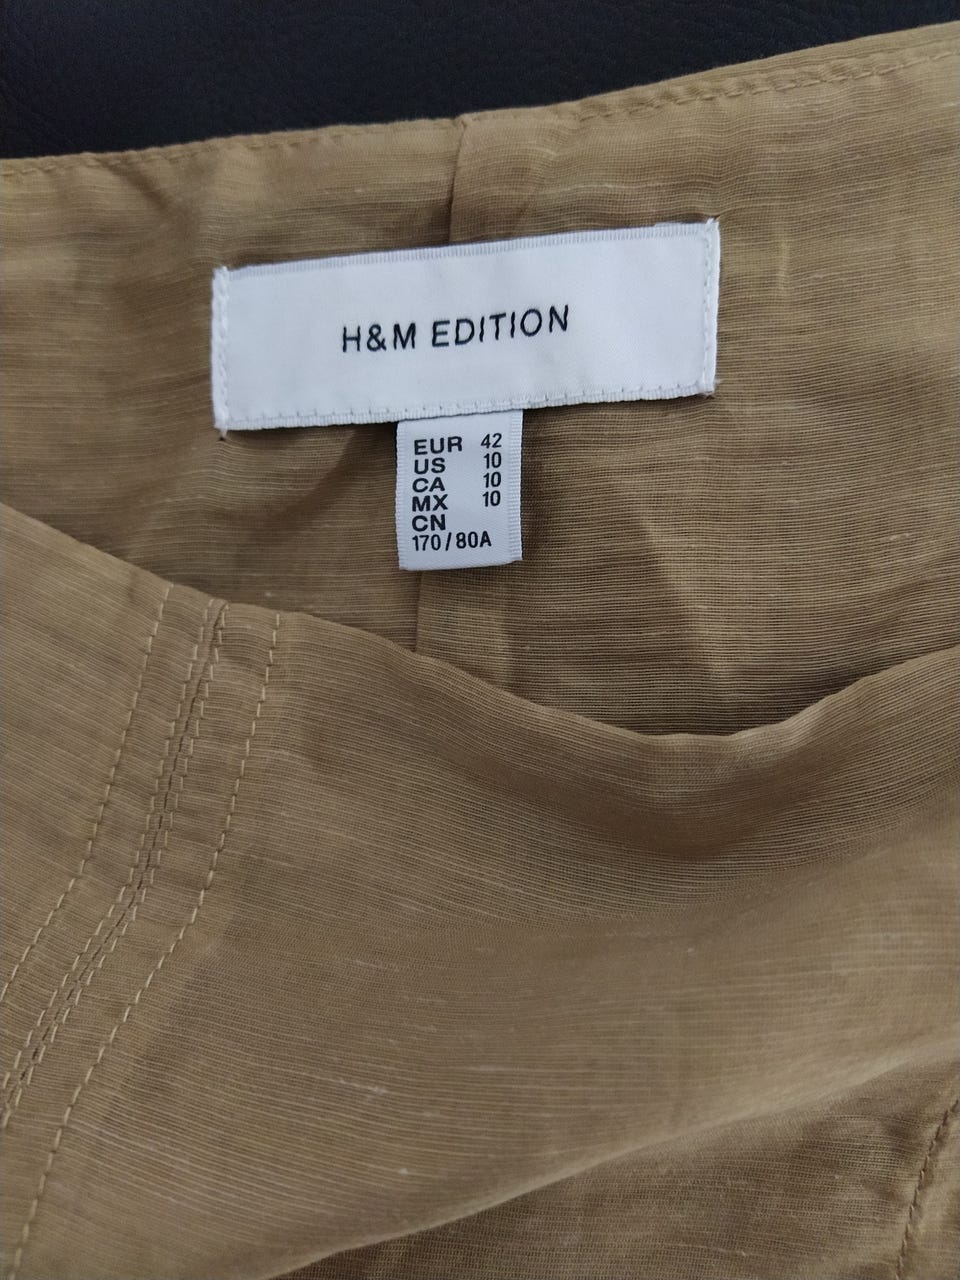 H&M EDITION
EUR 42
US 10
CA 10
MX 10
CN
170/80A